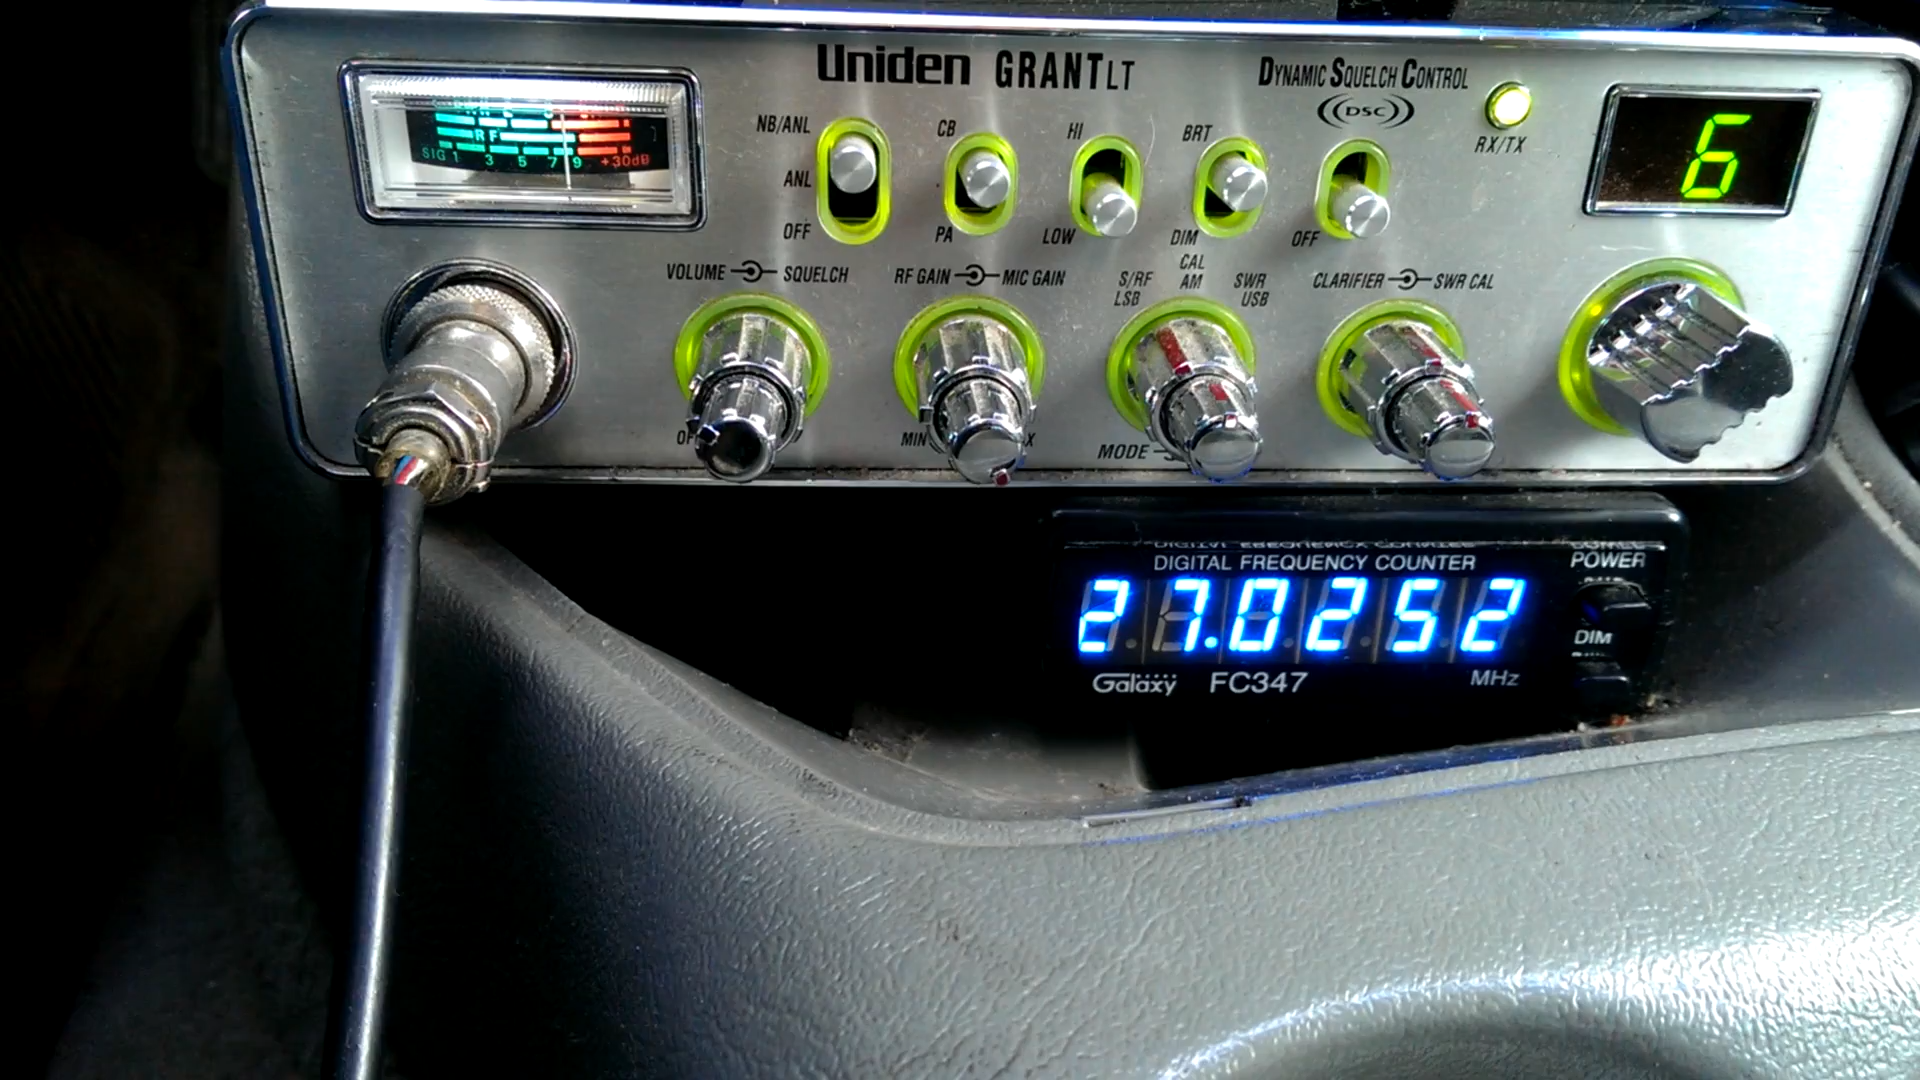 Uniden GRANT LT
DYNAMIC SQUELCH CONTROL
DSC
RX/TX
6
NB/ANL
ANL
OFF
CB
PA
HI
LOW
BRT
DIM
OFF
RF
SIG 1 3 5 7 9 +30dB
VOLUME SQUELCH
RF GAIN MIC GAIN
S/RF CAL SWR
LSB AM USB
CLARIFIER SWR CAL
MIN
MODE
DIGITAL FREQUENCY COUNTER
POWER
27.0252
DIM
Galaxy FC347 MHz